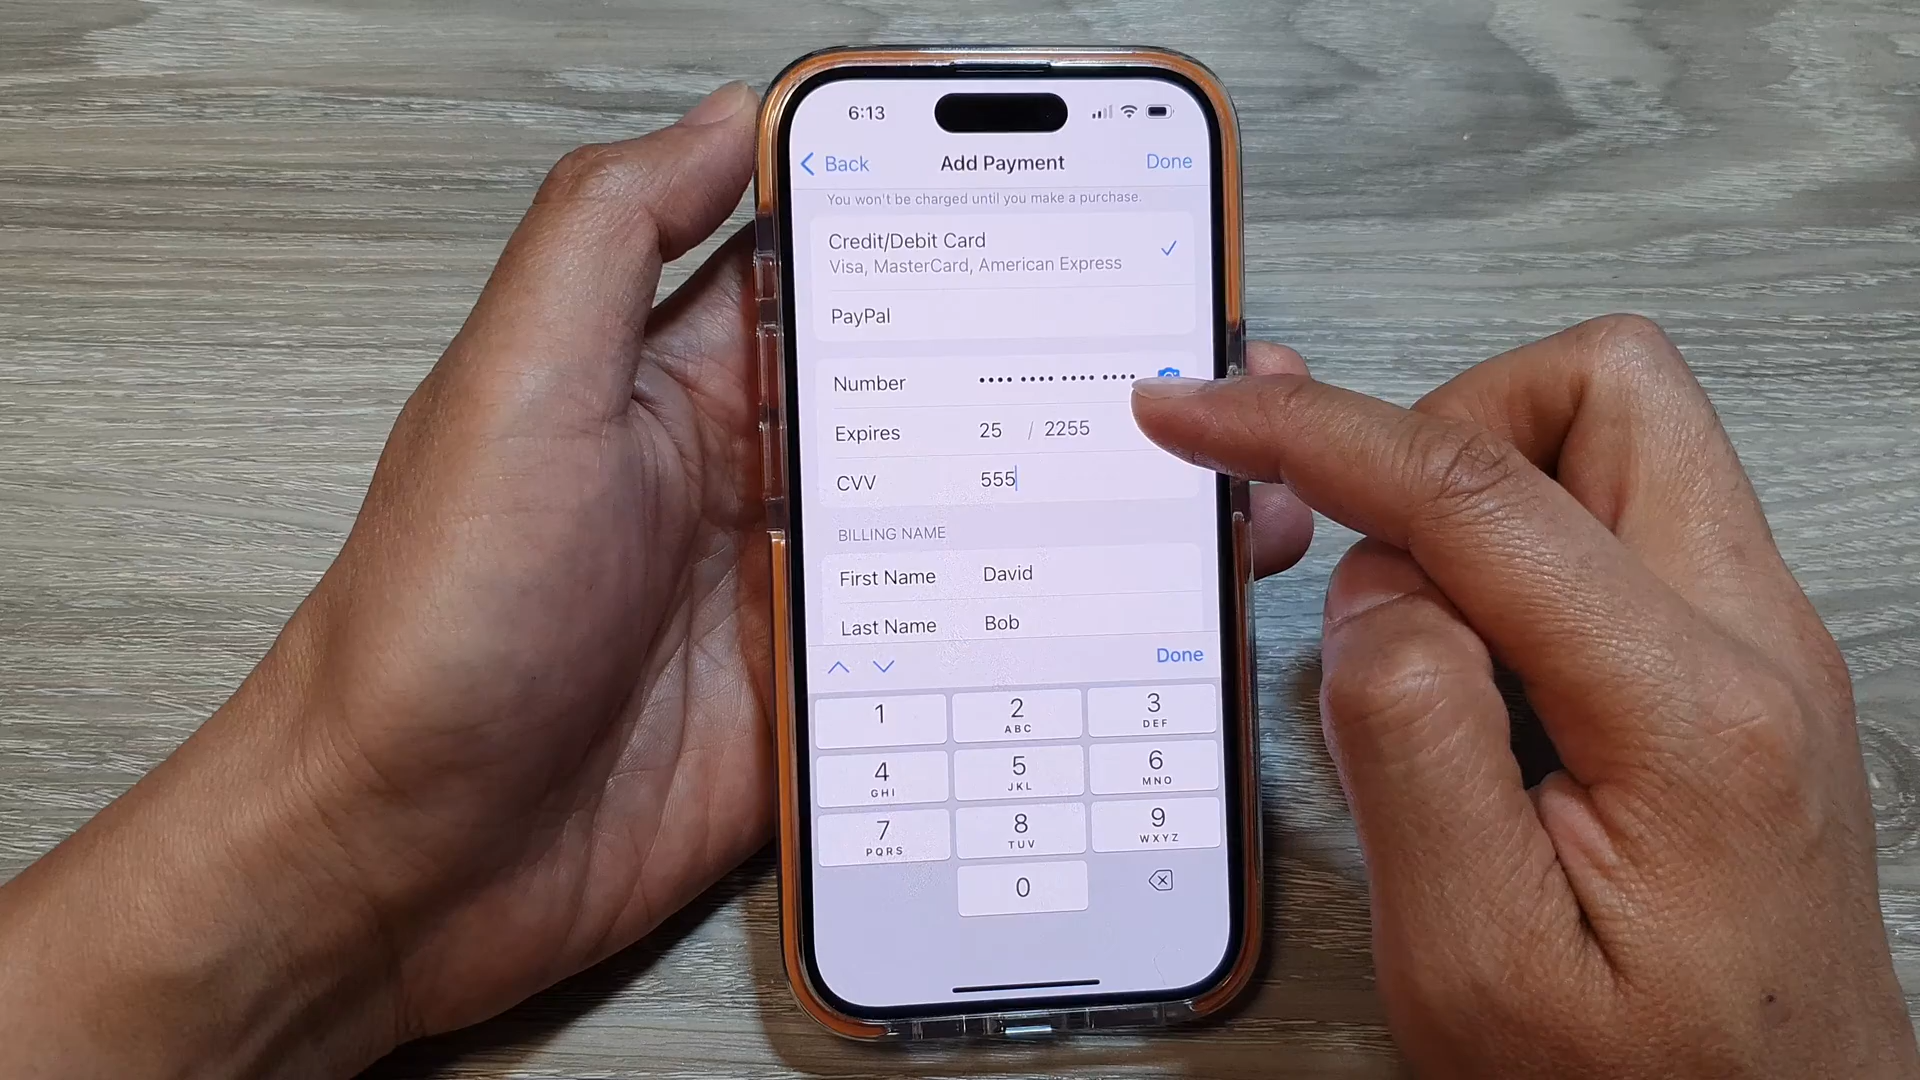 6:13
Back Add Payment Done
You won't be charged until you make a purchase.
Credit/Debit Card
Visa, MasterCard, American Express
PayPal
Number •••• •••• •••• ••••
Expires 25 / 2255
CVV 555
BILLING NAME
First Name David
Last Name Bob
Done
1 2 3
ABC DEF
4 5 6
GHI JKL MNO
7 8 9
PQRS TUV WXYZ
0